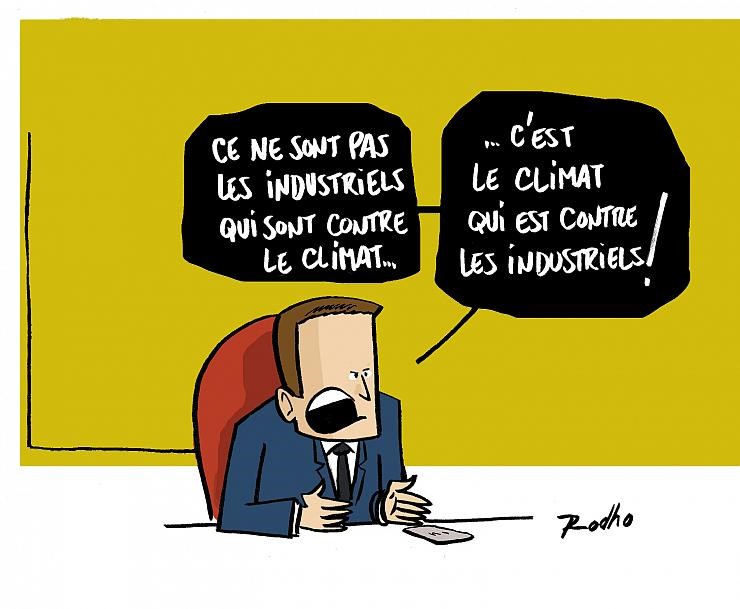 CE NE SONT PAS
LES INDUSTRIELS
QUI SONT CONTRE
LE CLIMAT...
... C'EST
LE CLIMAT
QUI EST CONTRE
LES INDUSTRIELS!
Rodho